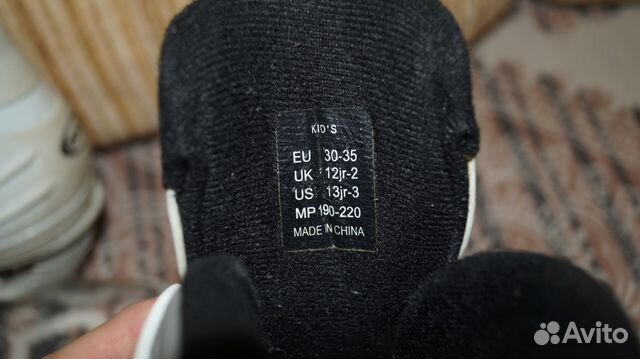 KID'S
EU 30-35
UK 12jr-2
US 13jr-3
MP 190-220
MADE IN CHINA
Avito